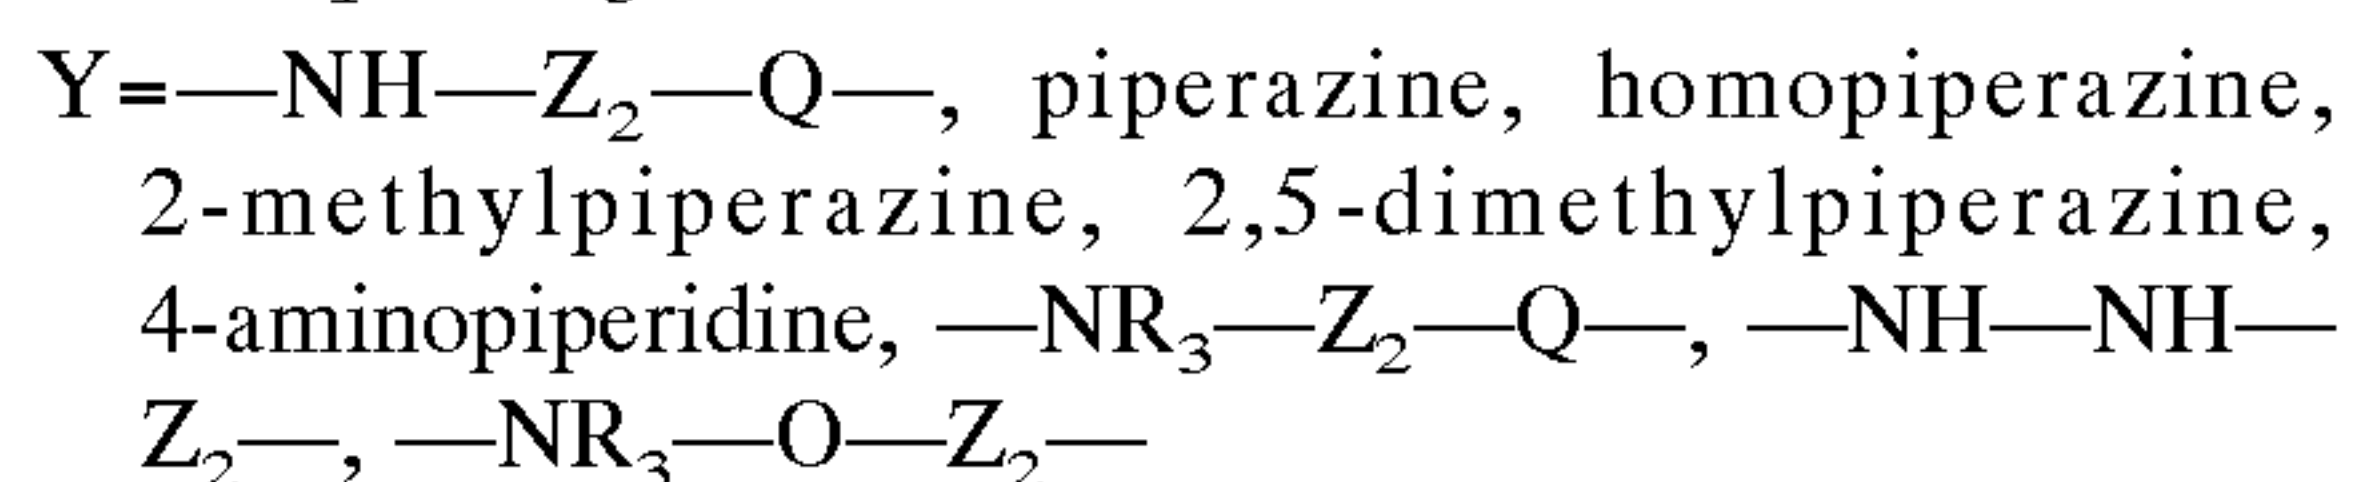 Y=—NH—Z₂—Q—, piperazine, homopiperazine,
2-methylpiperazine, 2,5-dimethylpiperazine,
4-aminopiperidine, —NR₃—Z₂—Q—, —NH—NH—
Z₂—, —NR₃—O—Z₂—